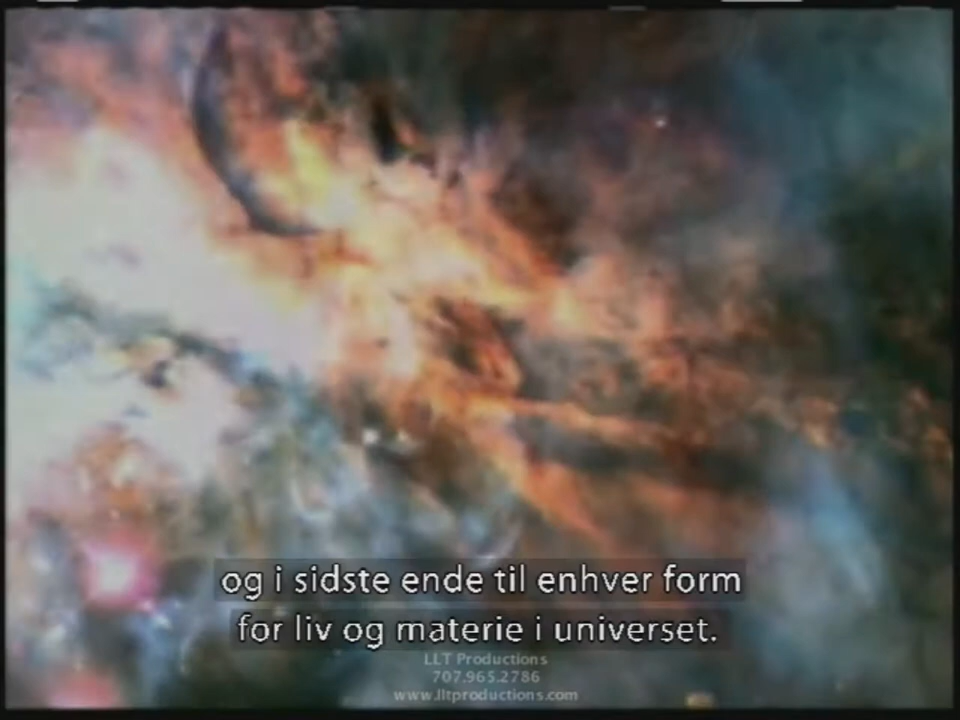 og i sidste ende til enhver form
for liv og materie i universet.
LLT Productions
707.965.2786
www.lltproductions.com